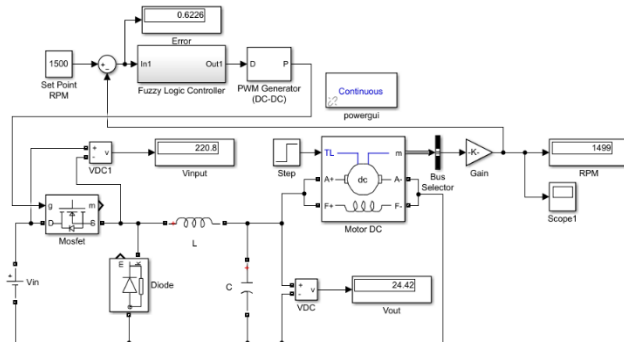 0.6226
Error
1500
Set Point
RPM
In1
Out1
Fuzzy Logic Controller
D
P
PWM Generator
(DC-DC)
Continuous
powergui
+
-
v
VDC1
220.8
Vinput
Step
TL
m
A+
dc
A-
F+
F-
Motor DC
Bus
Selector
-K-
Gain
1499
RPM
Scope1
g
m
D
S
Mosfet
+
L
Vin
m
Diode
C
+
-
v
VDC
24.42
Vout